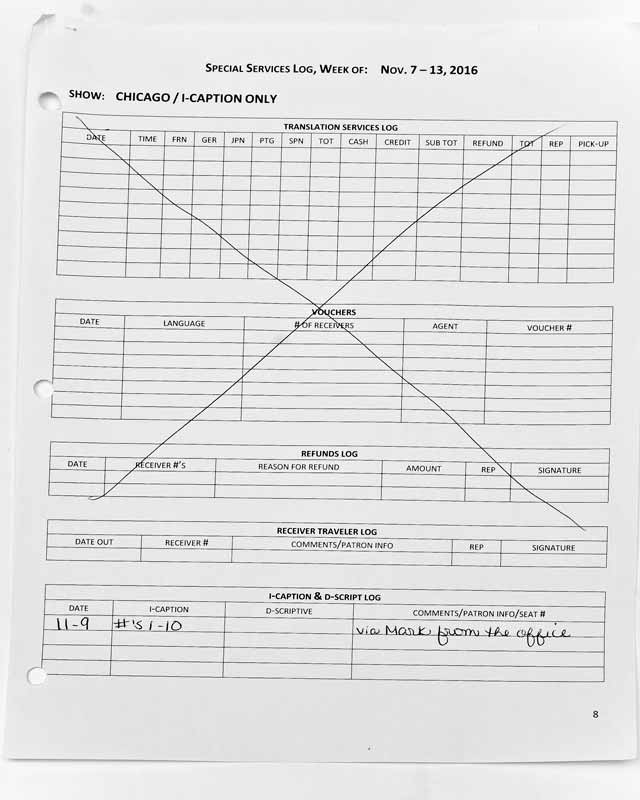 SPECIAL SERVICES LOG, WEEK OF: NOV. 7 – 13, 2016
SHOW: CHICAGO / I-CAPTION ONLY
TRANSLATION SERVICES LOG
DATE TIME FRN GER JPN PTG SPN TOT CASH CREDIT SUB TOT REFUND TOT REP PICK-UP
VOUCHERS
DATE LANGUAGE # OF RECEIVERS AGENT VOUCHER #
REFUNDS LOG
DATE RECEIVER #'S REASON FOR REFUND AMOUNT REP SIGNATURE
RECEIVER TRAVELER LOG
DATE OUT RECEIVER # COMMENTS/PATRON INFO REP SIGNATURE
I-CAPTION & D-SCRIPT LOG
DATE I-CAPTION D-SCRIPTIVE COMMENTS/PATRON INFO/SEAT #
11-9 #'s 1-10 via Mark from the office
8